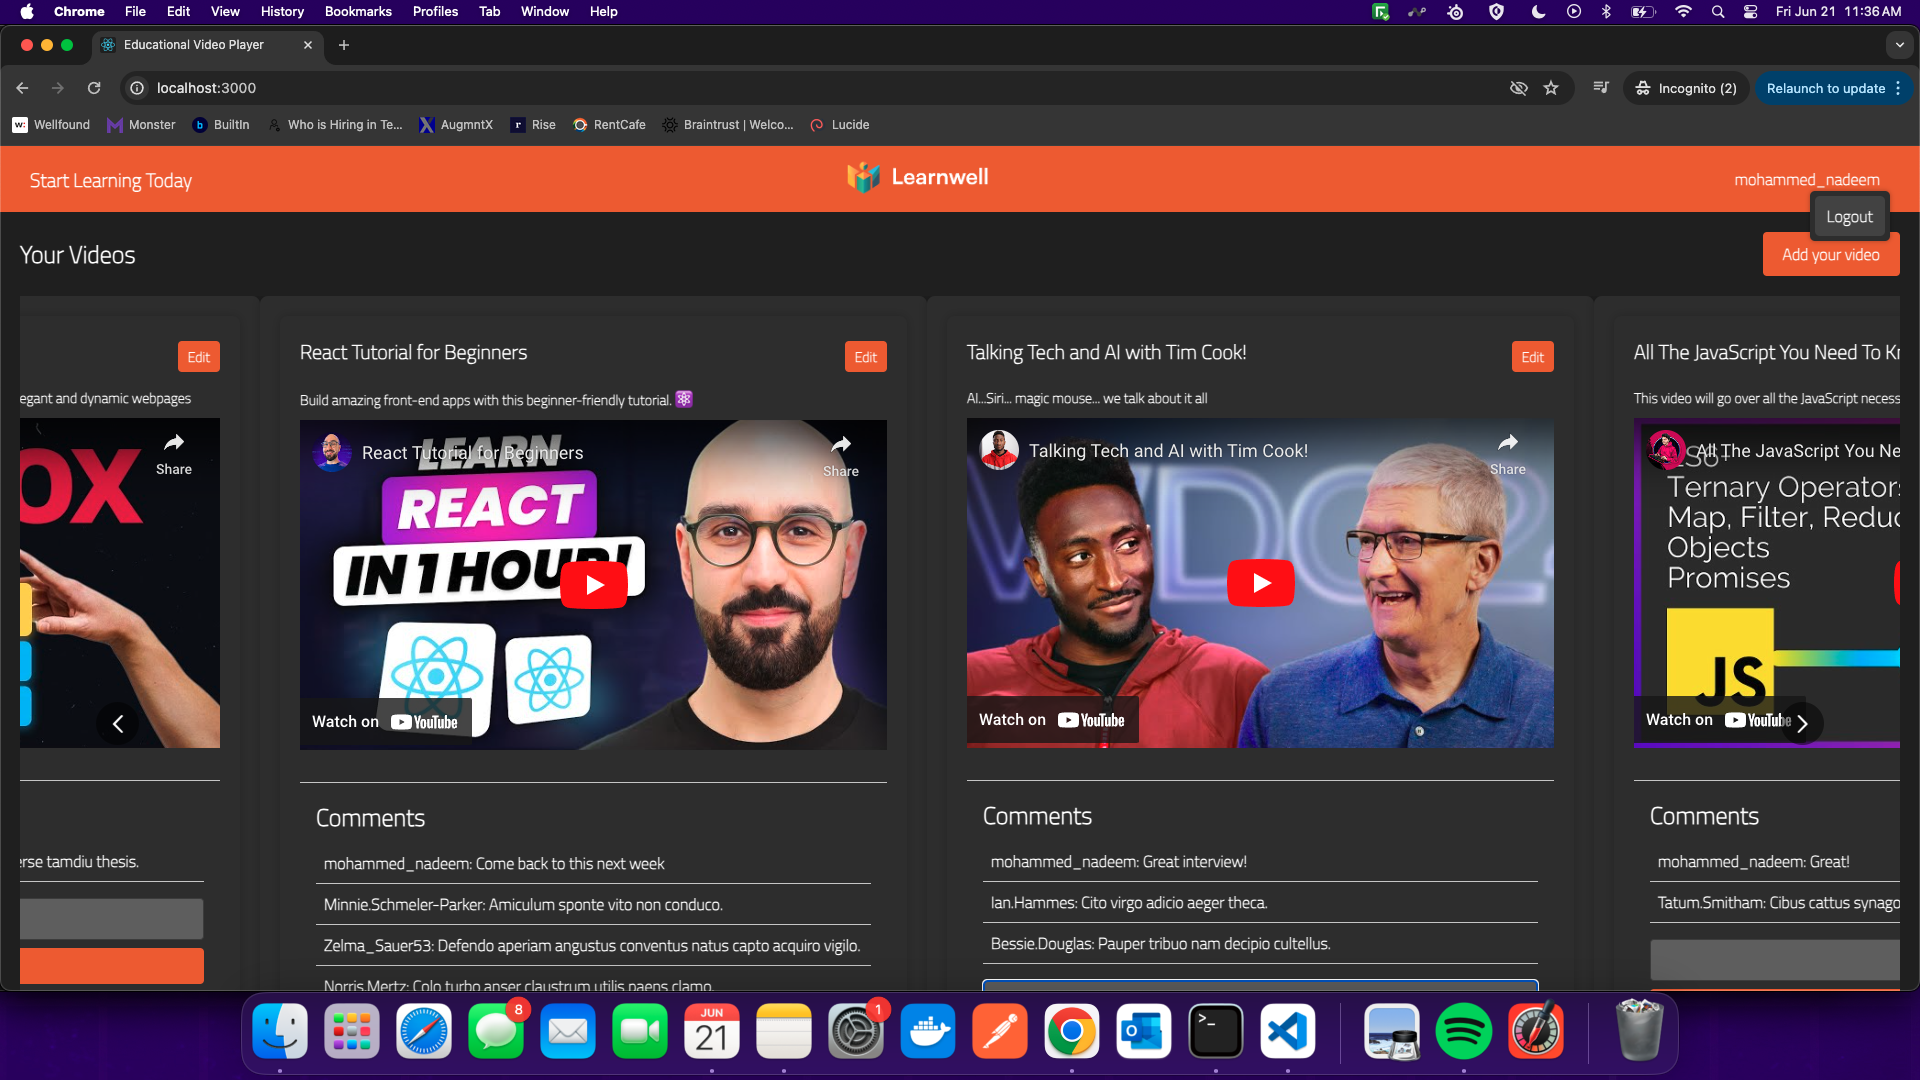 Chrome File Edit View History Bookmarks Profiles Tab Window Help Fri Jun 21 11:36 AM
Educational Video Player
localhost:3000 Incognito (2) Relaunch to update
w: Wellfound Monster b BuiltIn Who is Hiring in Te... AugmntX r Rise RentCafe Braintrust | Welco... Lucide
Start Learning Today Learnwell mohammed_nadeem
Logout
Your Videos Add your video
Edit
egant and dynamic webpages
OX
Share
React Tutorial for Beginners Edit
Build amazing front-end apps with this beginner-friendly tutorial.
React Tutorial for Beginners
Share
LEARN
REACT
IN 1 HOUR!
Watch on YouTube
Talking Tech and AI with Tim Cook! Edit
AI...Siri... magic mouse... we talk about it all
Talking Tech and AI with Tim Cook!
Share
WDC24
Watch on YouTube
All The JavaScript You Need To Kn
This video will go over all the JavaScript necess
All The JavaScript You Ne
ES6+
Ternary Operators
Map, Filter, Reduc
Objects
Promises
JS
Watch on YouTube
erse tamdiu thesis.
Comments
mohammed_nadeem: Come back to this next week
Minnie.Schmeler-Parker: Amiculum sponte vito non conduco.
Zelma_Sauer53: Defendo aperiam angustus conventus natus capto acquiro vigilo.
Norris.Mertz: Colo turbo anser claustrum utilis paens clamo.
Comments
mohammed_nadeem: Great interview!
Ian.Hammes: Cito virgo adicio aeger theca.
Bessie.Douglas: Pauper tribuo nam decipio cultellus.
Comments
mohammed_nadeem: Great!
Tatum.Smitham: Cibus cattus synago
8
JUN
21
1
>_